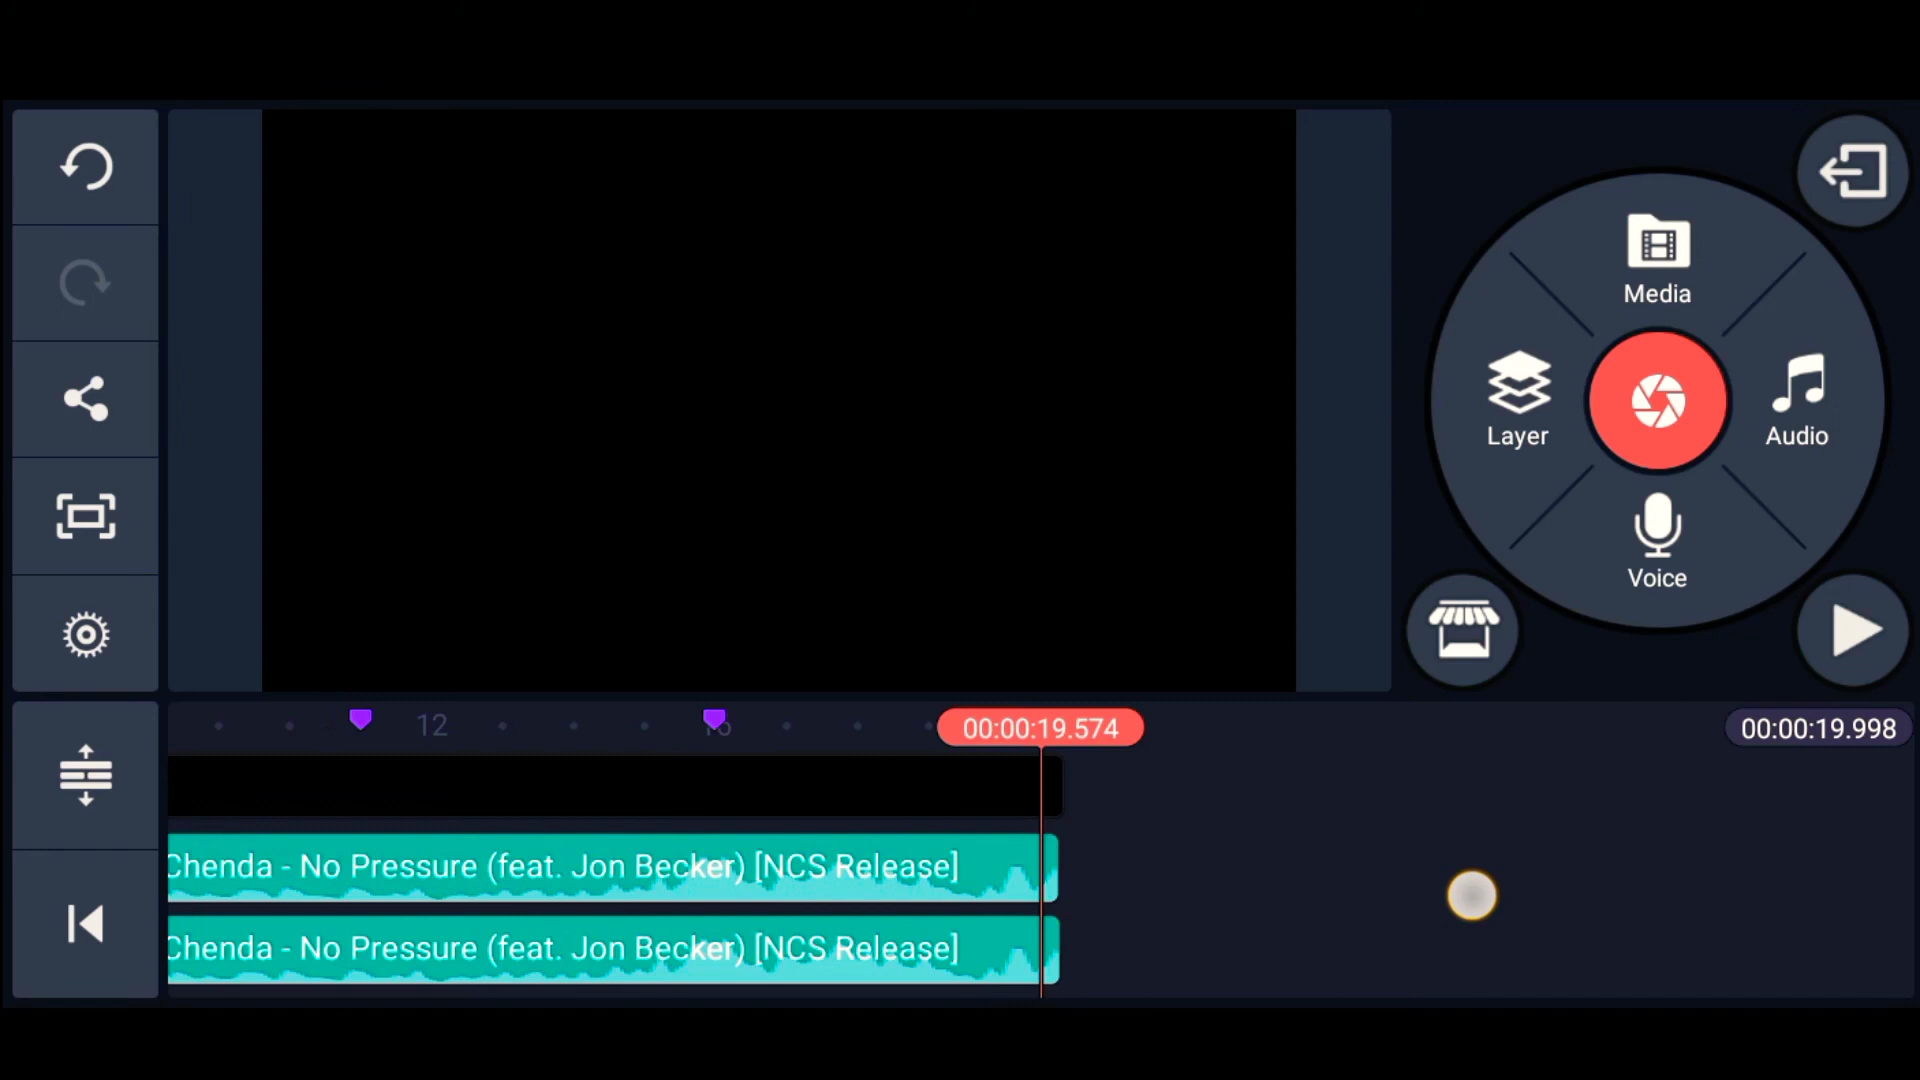 Media
Layer
Audio
Voice
12
16
00:00:19.574
00:00:19.998
Chenda - No Pressure (feat. Jon Becker) [NCS Release]
Chenda - No Pressure (feat. Jon Becker) [NCS Release]